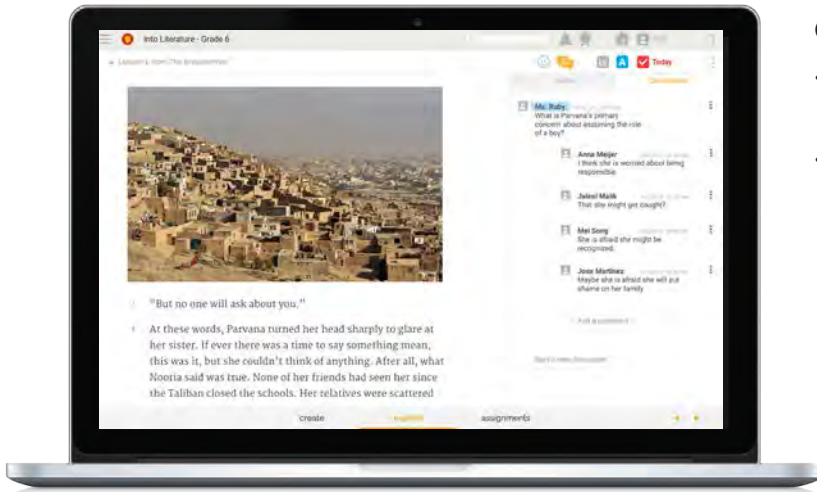 Into Literature - Grade 6
Today
Ms. Ruby
What is Parvana's primary
concern about assuming the role
of a boy?
Anna Meijer
I think she is worried about being
responsible.
Jaleel Malik
That she might get caught?
Mei Song
She is afraid she might be
recognized.
Jose Martinez
Maybe she is afraid she will put
shame on her family
Add a comment
"But no one will ask about you."
At these words, Parvana turned her head sharply to glare at
her sister. If ever there was a time to say something mean,
this was it, but she couldn't think of anything. After all, what
Nooria said was true. None of her friends had seen her since
the Taliban closed the schools. Her relatives were scattered
create
explore
assignments